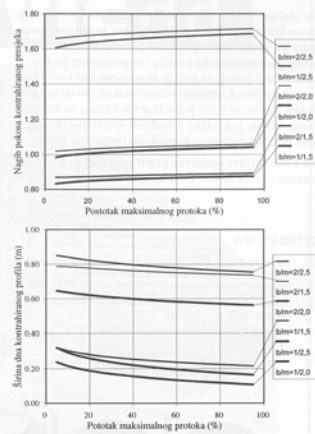 Nagib pokosa kontrahiranog presjeka
1.80
1.60
1.40
1.20
1.00
0.80
0
20
40
60
80
100
Postotak maksimalnog protoka (%)
b/m=2/2,5
b/m=1/2,5
b/m=2/2,0
b/m=1/2,0
b/m=2/1,5
b/m=1/1,5
Širina dna kontrahiranog profila (m)
1.00
0.80
0.60
0.40
0.20
0.00
0
20
40
60
80
100
Pototak maksimalnog protoka (%)
b/m=2/2,5
b/m=2/1,5
b/m=2/2,0
b/m=1/1,5
b/m=1/2,5
b/m=1/2,0